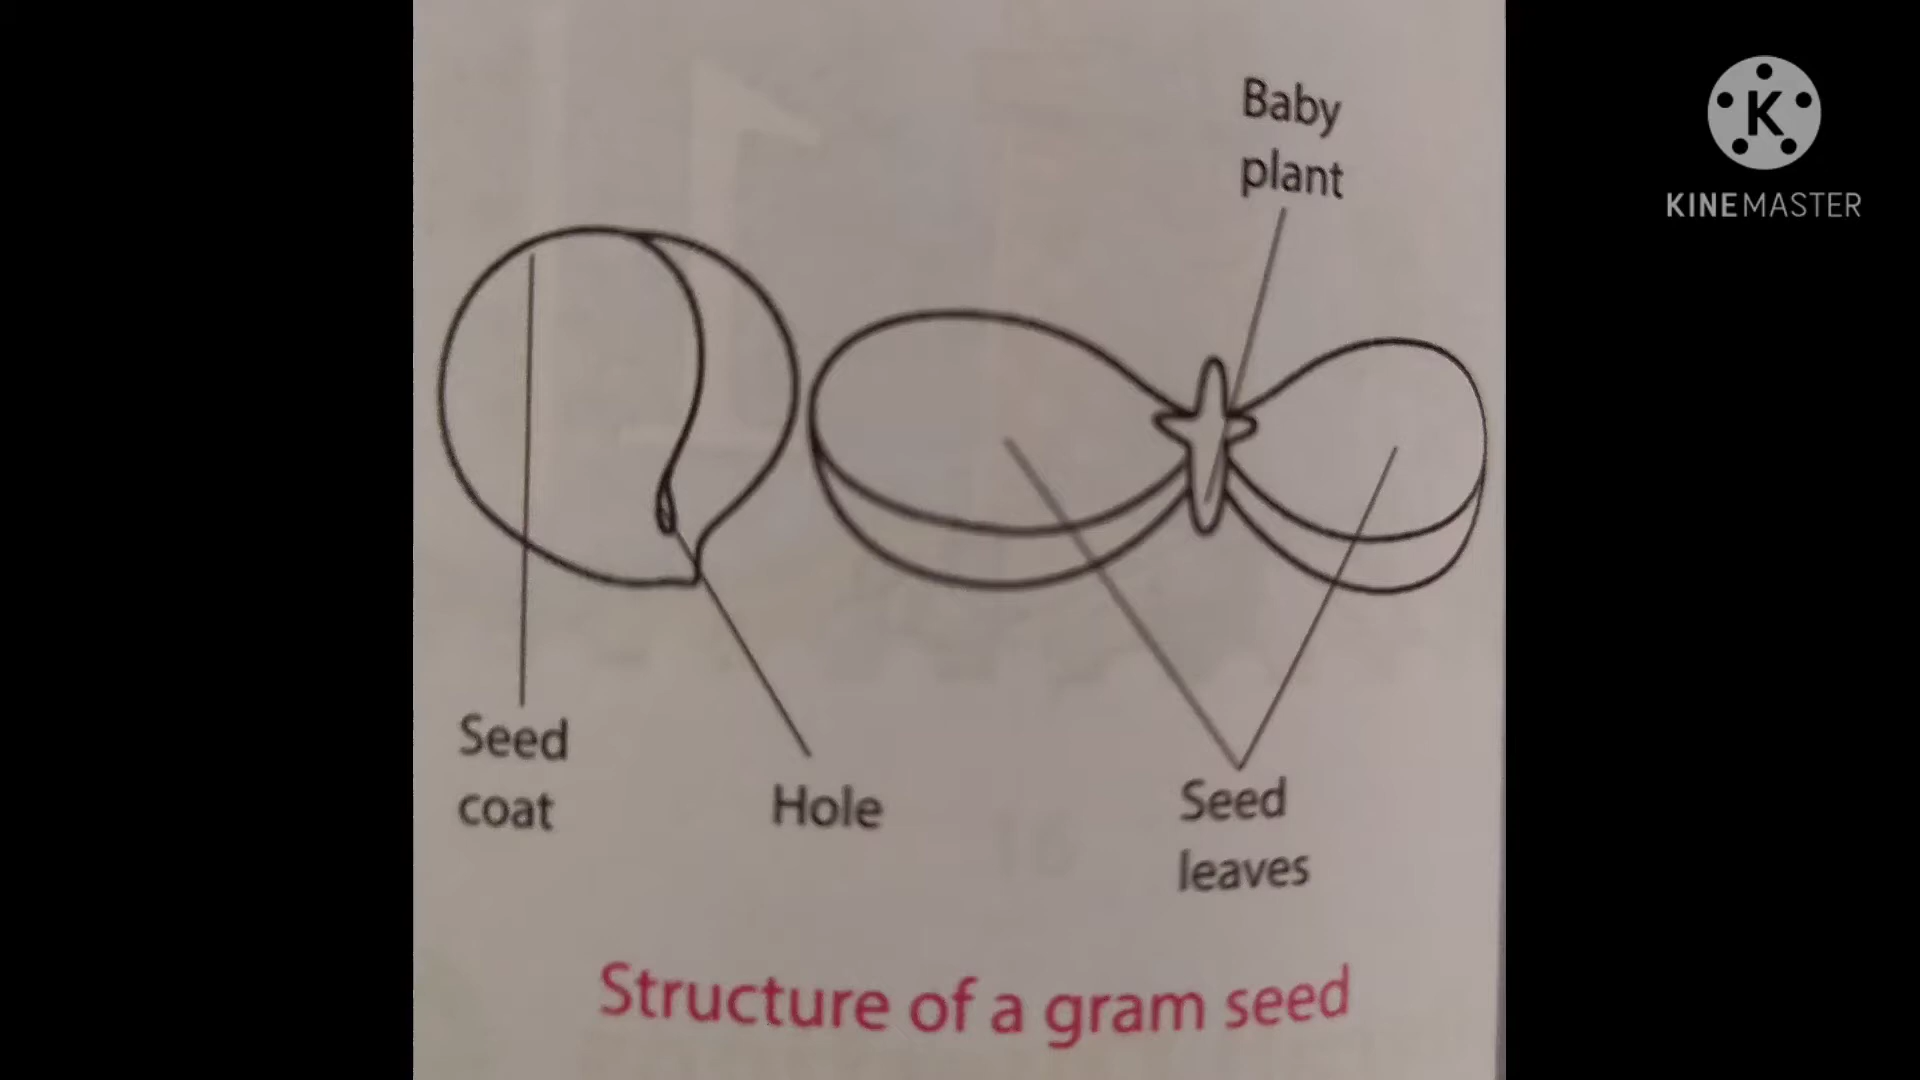 Baby
plant
K
KINEMASTER
Seed
coat
Hole
Seed
leaves
Structure of a gram seed